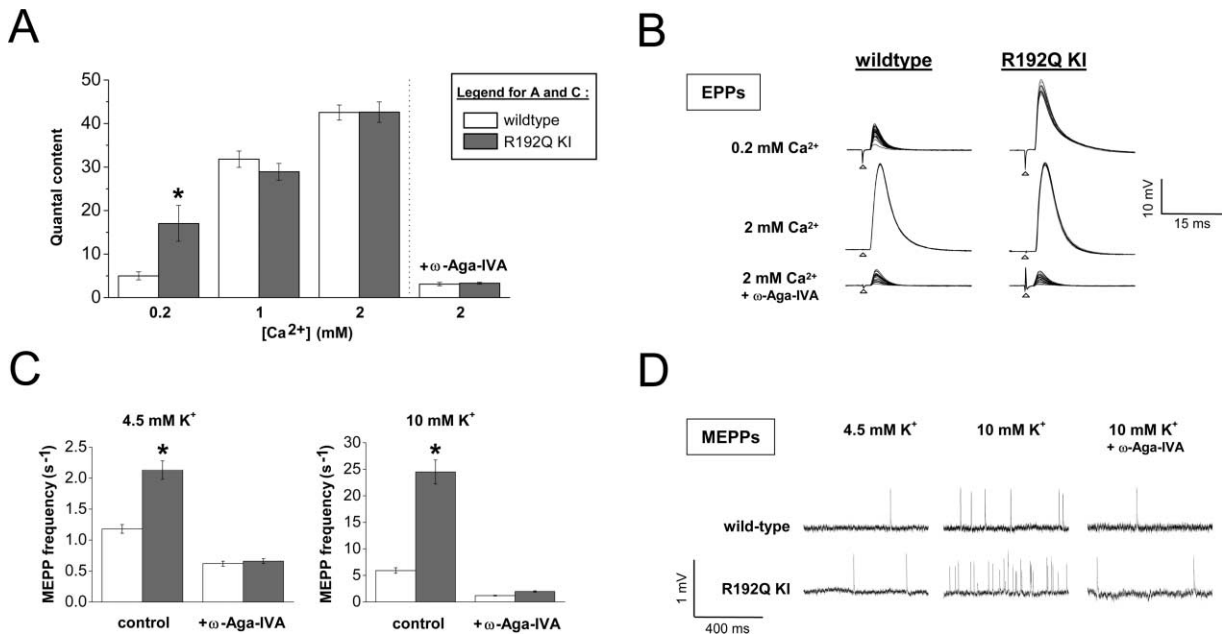 A
Quantal content
50
40
30
20
10
0
*
+ω-Aga-IVA
0.2
1
2
2
[Ca²⁺] (mM)
Legend for A and C :
wildtype
R192Q KI
B
wildtype
R192Q KI
EPPs
0.2 mM Ca²⁺
2 mM Ca²⁺
2 mM Ca²⁺
+ ω-Aga-IVA
10 mV
15 ms
C
4.5 mM K⁺
MEPP frequency (s⁻¹)
2.5
2.0
1.5
1.0
0.5
0.0
*
control
+ω-Aga-IVA
10 mM K⁺
MEPP frequency (s⁻¹)
30
25
20
15
10
5
0
*
control
+ω-Aga-IVA
D
MEPPs
4.5 mM K⁺
10 mM K⁺
10 mM K⁺
+ ω-Aga-IVA
wild-type
R192Q KI
1 mV
400 ms